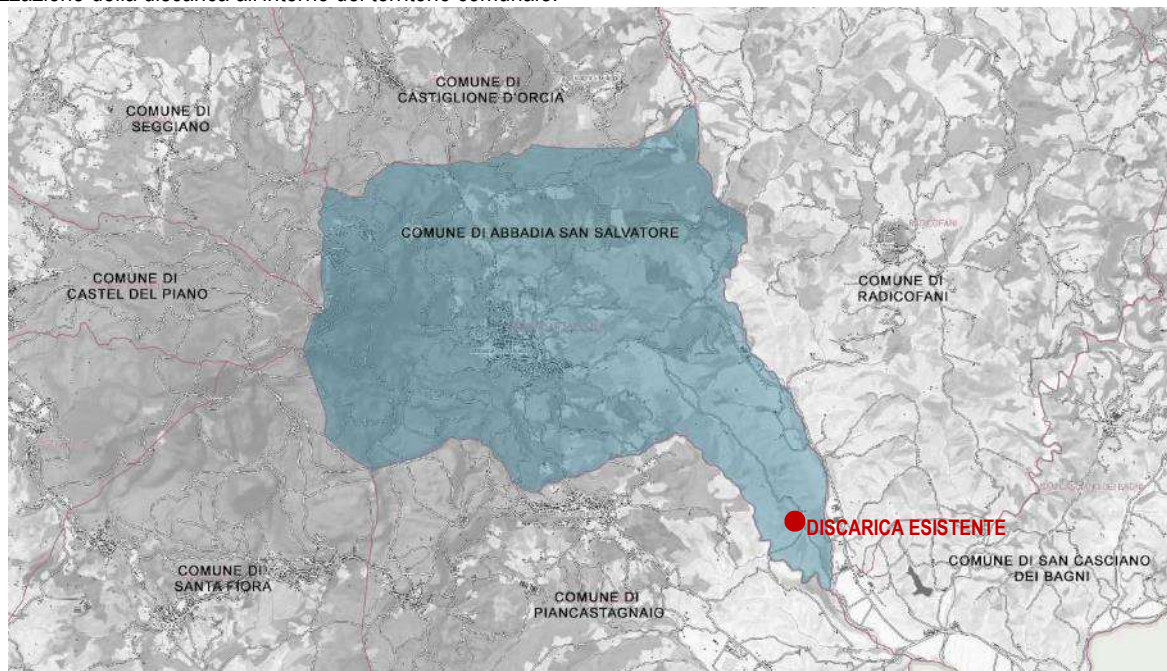 COMUNE DI
CASTIGLIONE D'ORCIA
COMUNE DI
SEGGIANO
COMUNE DI ABBADIA SAN SALVATORE
RADICOFANI
COMUNE DI
CASTEL DEL PIANO
COMUNE DI
RADICOFANI
DISCARICA ESISTENTE
COMUNE DI SAN CASCIANO
DEI BAGNI
COMUNE DI
SANTA FIORA
COMUNE DI
PIANCASTAGNAIO